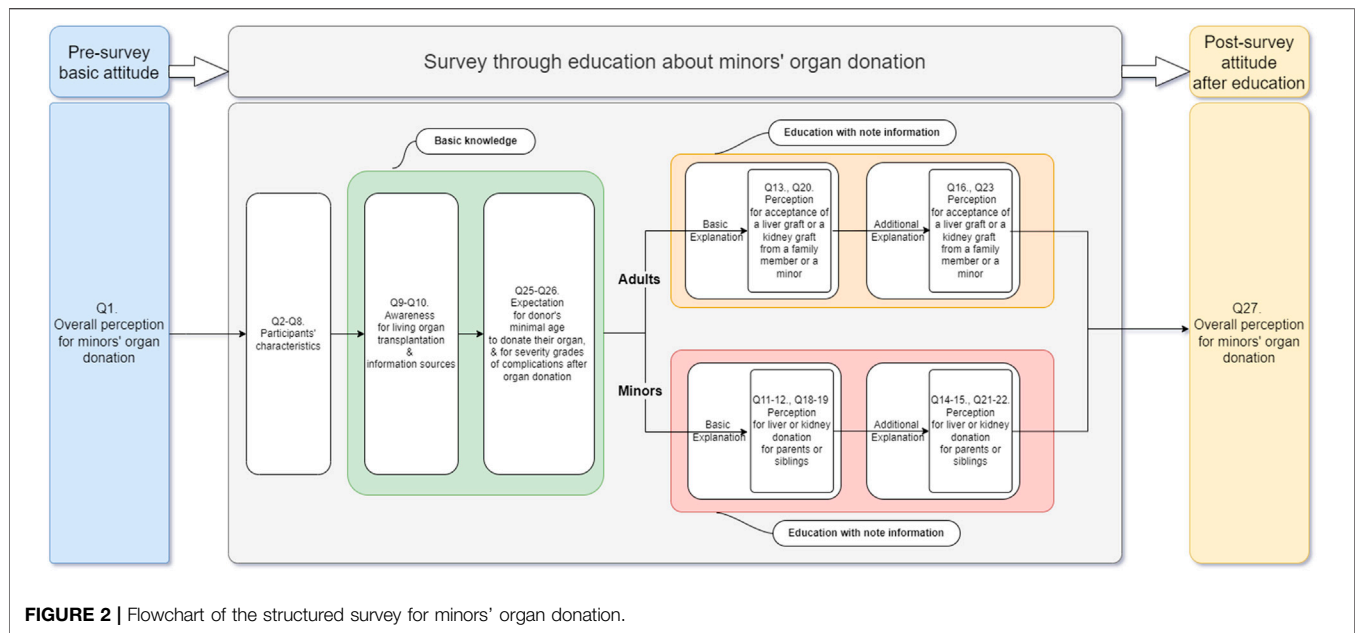 Pre-survey
basic attitude
Survey through education about minors' organ donation
Post-survey
attitude
after education
Q1.
Overall perception
for minors' organ
donation
Q2-Q8.
Participants'
characteristics
Basic knowledge
Q9-Q10.
Awareness
for living organ
transplantation
&
information sources
Q25-Q26.
Expectation
for donor's
minimal age
to donate their organ,
& for severity grades
of complications after
organ donation
Adults
Education with note information
Basic
Explanation
Q13., Q20.
Perception
for acceptance of
a liver graft or a
kidney graft
from a family
member or a
minor
Additional
Explanation
Q16., Q23
Perception
for acceptance of
a liver graft or a
kidney graft
from a family
member or a
minor
Minors
Basic
Explanation
Q11-12., Q18-19
Perception
for liver or kidney
donation
for parents or
siblings
Additional
Explanation
Q14-15., Q21-22.
Perception
for liver or kidney
donation
for parents or
siblings
Education with note information
Q27.
Overall perception
for minors' organ
donation
FIGURE 2 | Flowchart of the structured survey for minors’ organ donation.